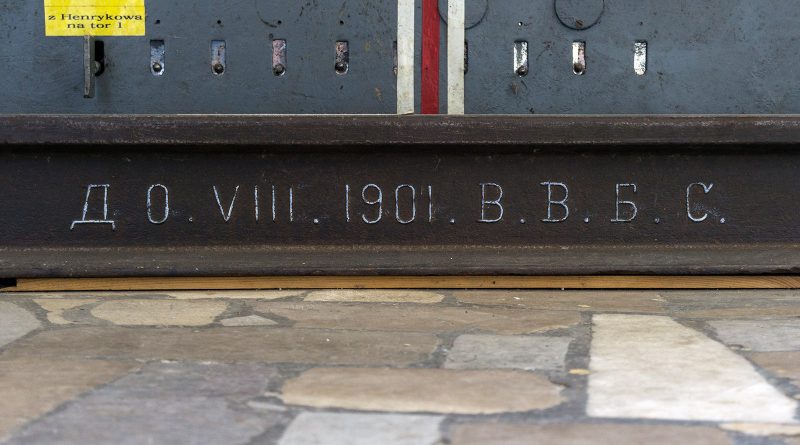 z Henrykowa
na tor 1
Д О. VIII. 1901. В.В.Б.С.